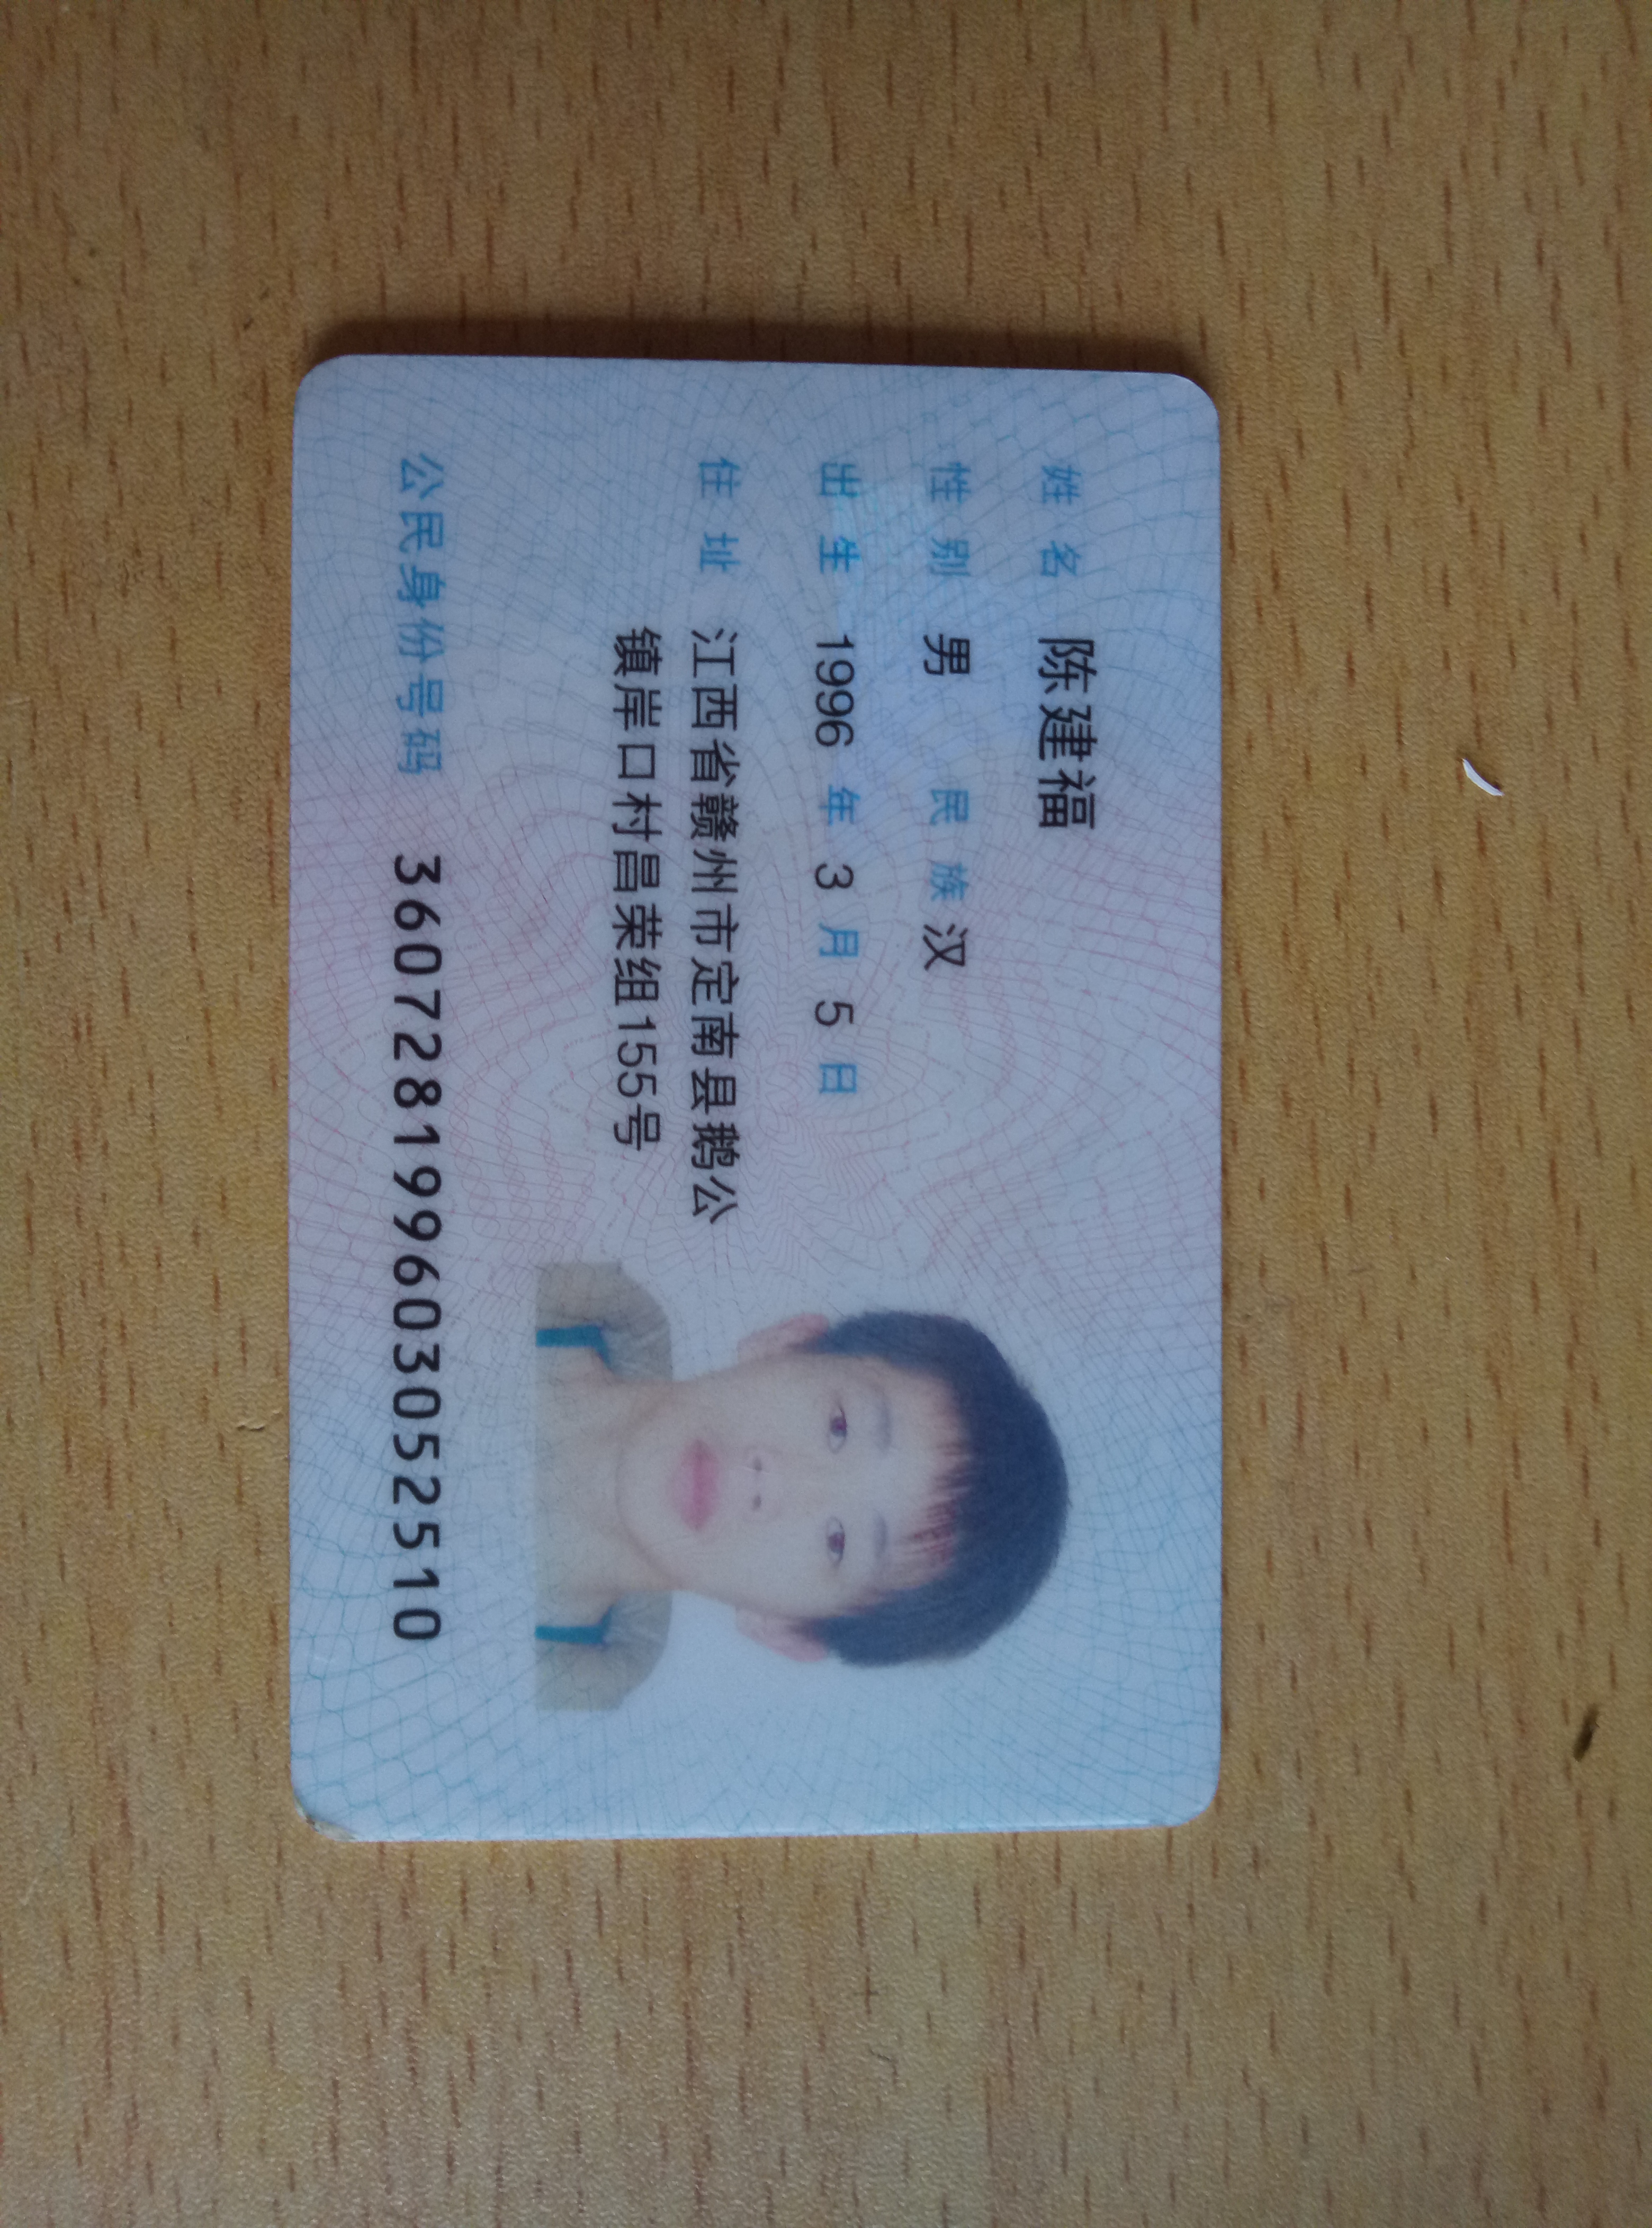 姓名 陈建福
性别 男 民族 汉
出生 1996 年 3 月 5 日
住址 江西省赣州市定南县鹅公
镇岸口村昌荣组155号
公民身份号码 360728199603052510